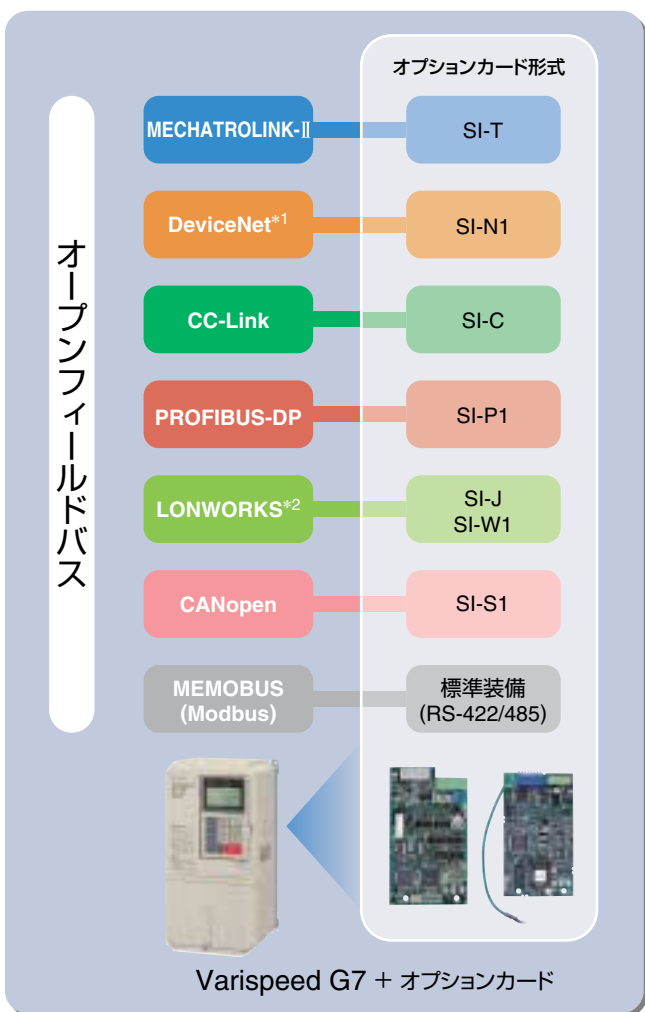 オプションカード形式
オープンフィールドバス
MECHATROLINK-Ⅱ
SI-T
DeviceNet*1
SI-N1
CC-Link
SI-C
PROFIBUS-DP
SI-P1
LONWORKS*2
SI-J
SI-W1
CANopen
SI-S1
MEMOBUS
(Modbus)
標準装備
(RS-422/485)
Varispeed G7 + オプションカード